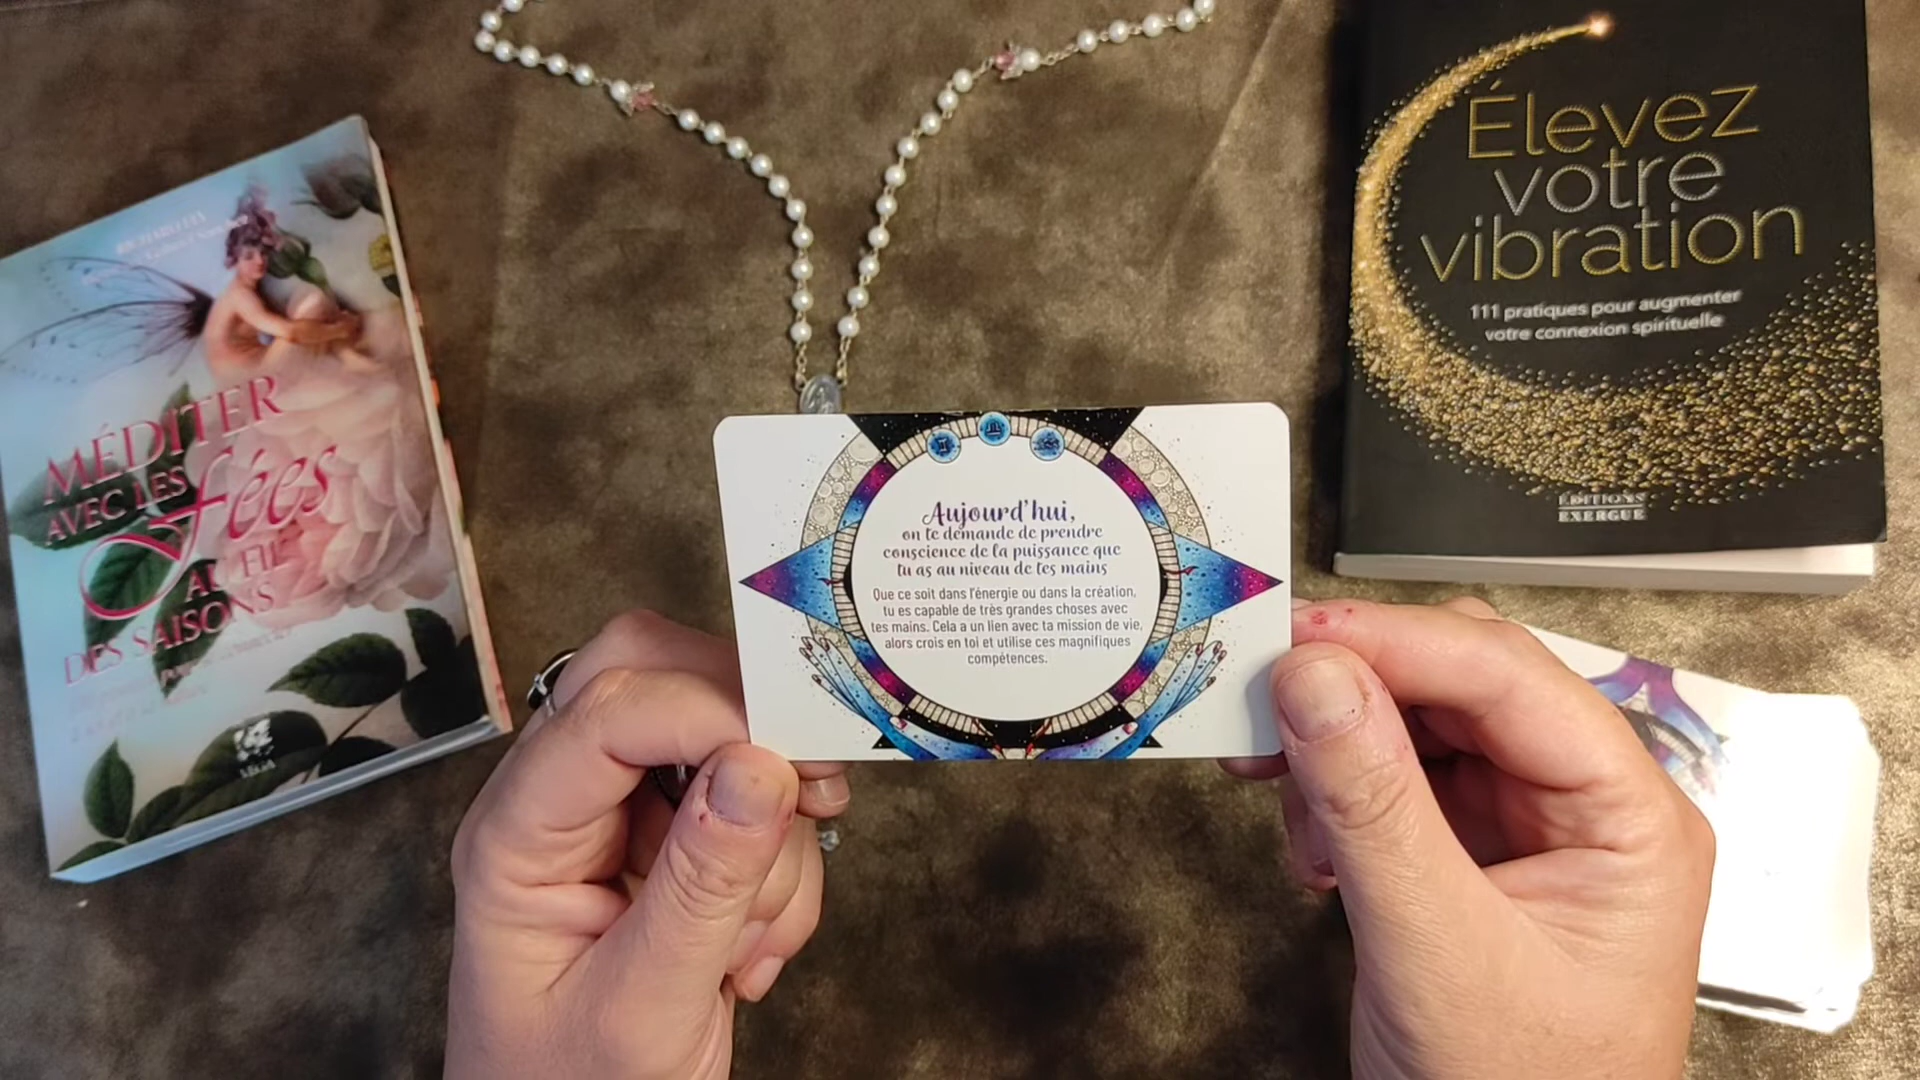 MÉDITER
AVEC LES
fées
AU FIL
DES SAISONS
VÉGA
Élevez
votre
vibration
111 pratiques pour augmenter
votre connexion spirituelle
ÉDITIONS
EXERGUE
Aujourd'hui,
on te demande de prendre
conscience de la puissance que
tu as au niveau de tes mains
Que ce soit dans l'énergie ou dans la création,
tu es capable de très grandes choses avec
tes mains. Cela a un lien avec ta mission de vie,
alors crois en toi et utilise ces magnifiques
compétences.